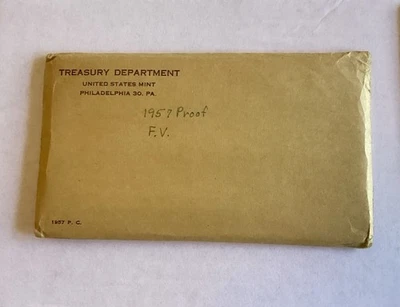 TREASURY DEPARTMENT
UNITED STATES MINT
PHILADELPHIA 30, PA.
1957 Proof
F.V.
1957 P. C.